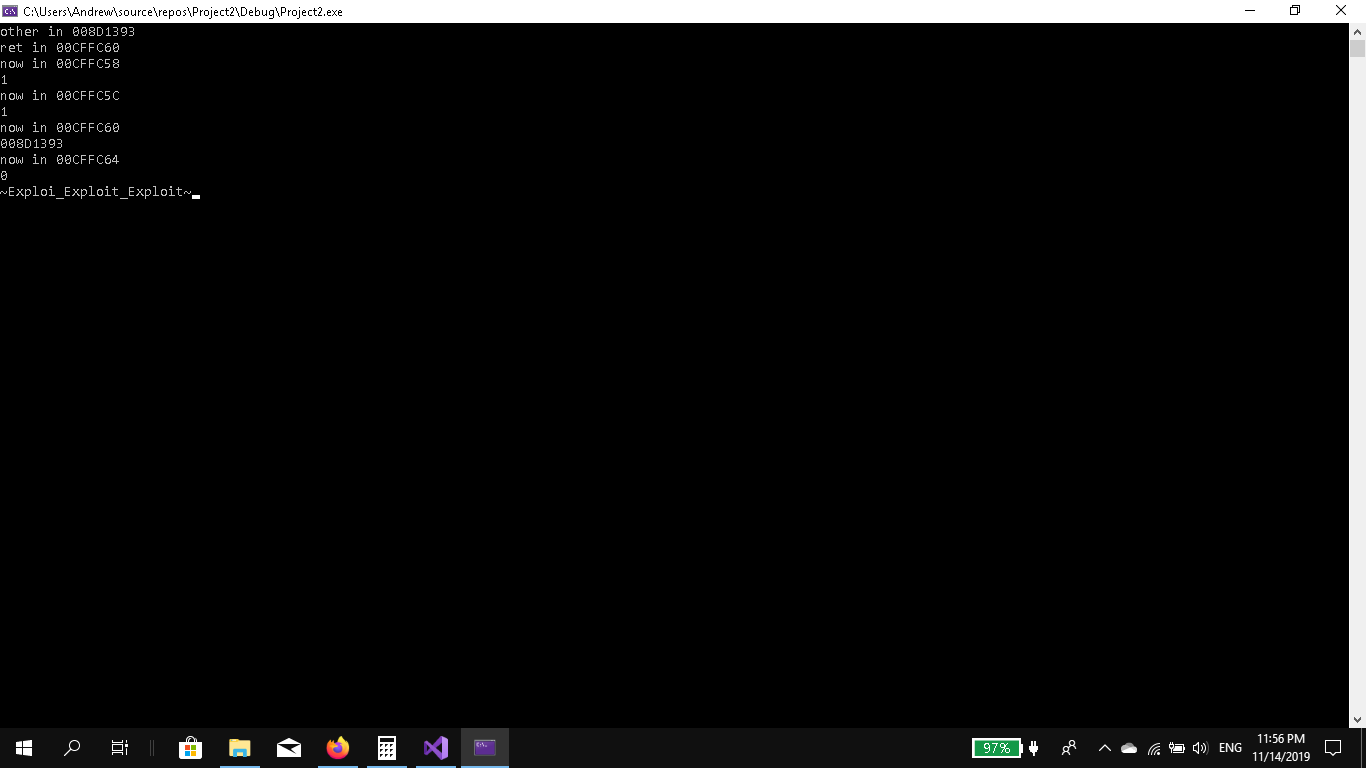 C:\Users\Andrew\source\repos\Project2\Debug\Project2.exe
other in 008D1393
ret in 00CFFC60
now in 00CFFC58
1
now in 00CFFC5C
1
now in 00CFFC60
008D1393
now in 00CFFC64
0
~Exploi_Exploit_Exploit~
97%
ENG
11:56 PM
11/14/2019